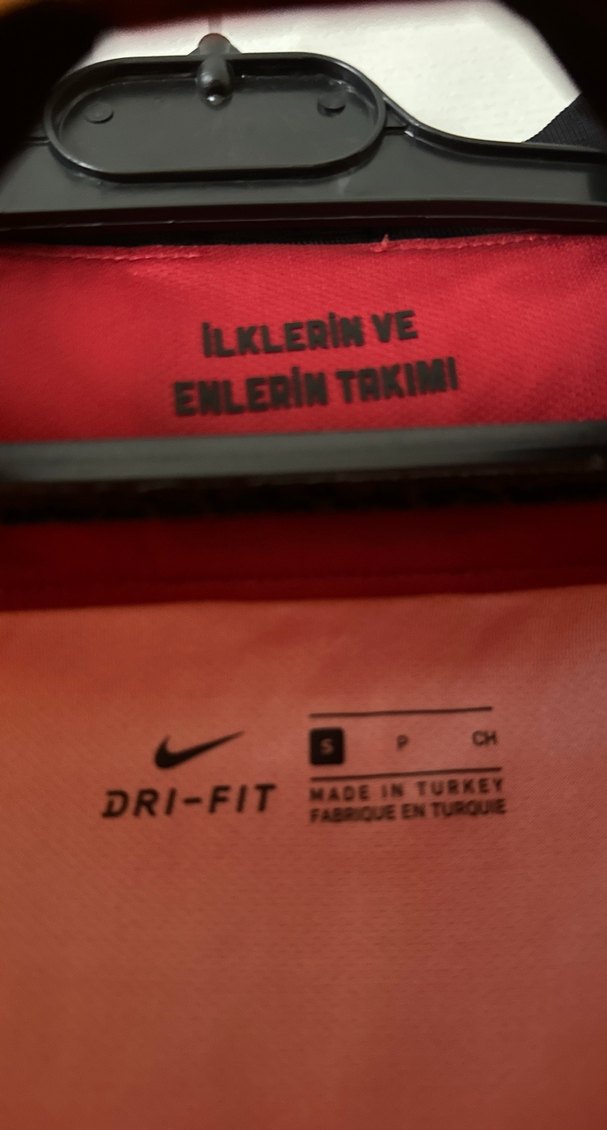 İLKLERİN VE
ENLERİN TAKIMI
S P CH
DRI-FIT
MADE IN TURKEY
FABRIQUE EN TURQUIE